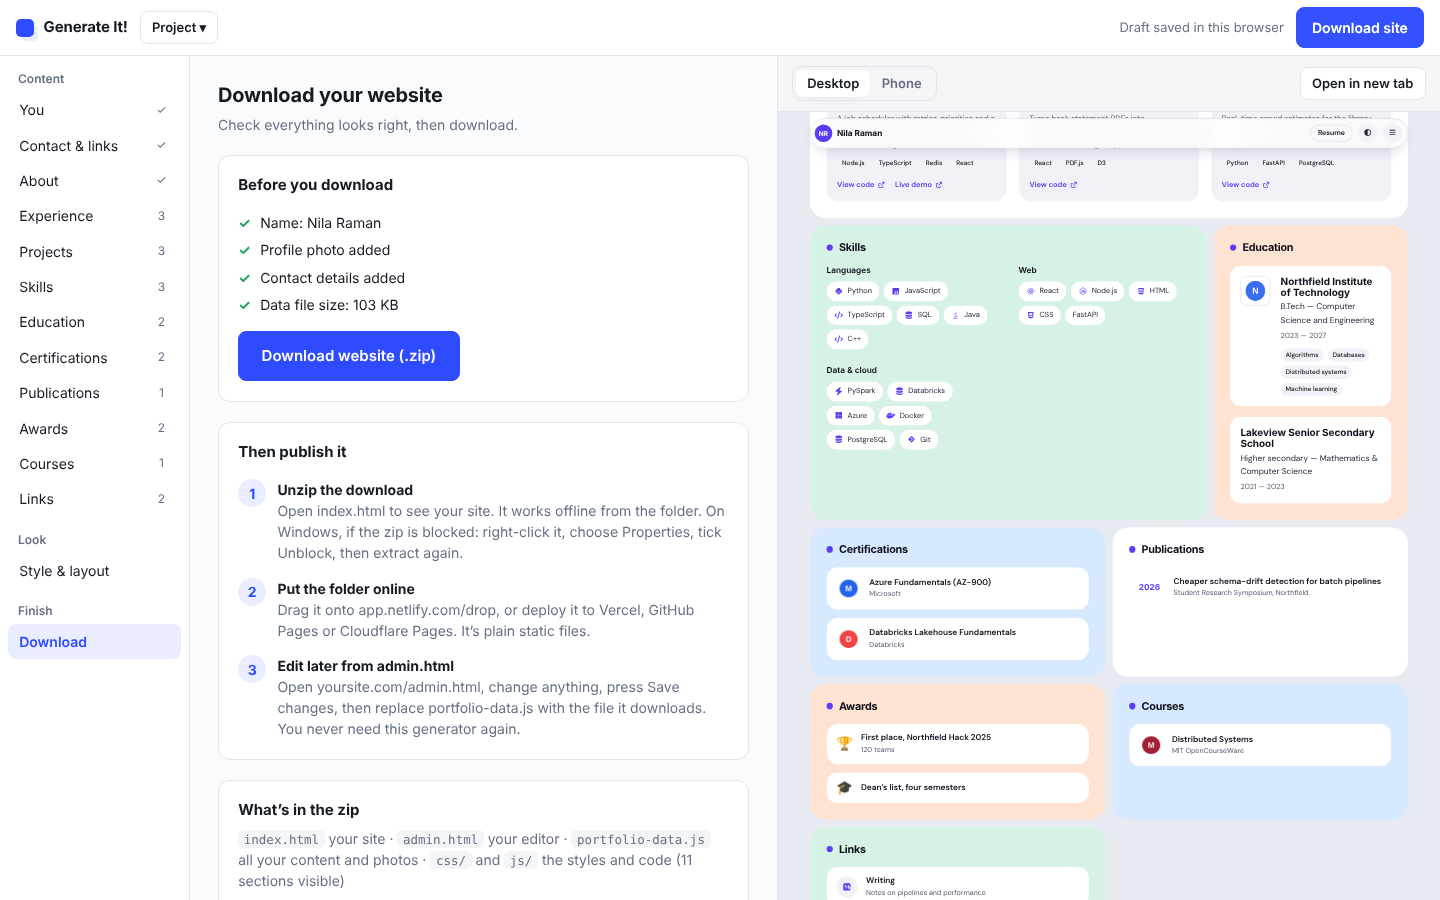 Generate It!
Project ▾
Draft saved in this browser
Download site
Content
You
Contact & links
About
Experience 3
Projects 3
Skills 3
Education 2
Certifications 2
Publications 1
Awards 2
Courses 1
Links 2
Look
Style & layout
Finish
Download
Download your website
Check everything looks right, then download.
Before you download
Name: Nila Raman
Profile photo added
Contact details added
Data file size: 103 KB
Download website (.zip)
Then publish it
1 Unzip the download
Open index.html to see your site. It works offline from the folder. On
Windows, if the zip is blocked: right-click it, choose Properties, tick
Unblock, then extract again.
2 Put the folder online
Drag it onto app.netlify.com/drop, or deploy it to Vercel, GitHub
Pages or Cloudflare Pages. It's plain static files.
3 Edit later from admin.html
Open yoursite.com/admin.html, change anything, press Save
changes, then replace portfolio-data.js with the file it downloads.
You never need this generator again.
What's in the zip
index.html your site · admin.html your editor · portfolio-data.js
all your content and photos · css/ and js/ the styles and code (11
sections visible)
Desktop Phone
Open in new tab
NR Nila Raman
Resume
Node.js TypeScript Redis React
View code Live demo
React PDF.js D3
View code
Python FastAPI PostgreSQL
View code
Skills
Languages
Python JavaScript
TypeScript SQL Java
C++
Web
React Node.js HTML
CSS FastAPI
Data & cloud
PySpark Databricks
Azure Docker
PostgreSQL Git
Education
N
Northfield Institute
of Technology
B.Tech — Computer
Science and Engineering
2023 — 2027
Algorithms Databases
Distributed systems
Machine learning
Lakeview Senior Secondary
School
Higher secondary — Mathematics &
Computer Science
2021 — 2023
Certifications
M
Azure Fundamentals (AZ-900)
Microsoft
D
Databricks Lakehouse Fundamentals
Databricks
Publications
2026
Cheaper schema-drift detection for batch pipelines
Student Research Symposium, Northfield
Awards
First place, Northfield Hack 2025
120 teams
Dean's list, four semesters
Courses
M
Distributed Systems
MIT OpenCourseWare
Links
Writing
Notes on pipelines and performance